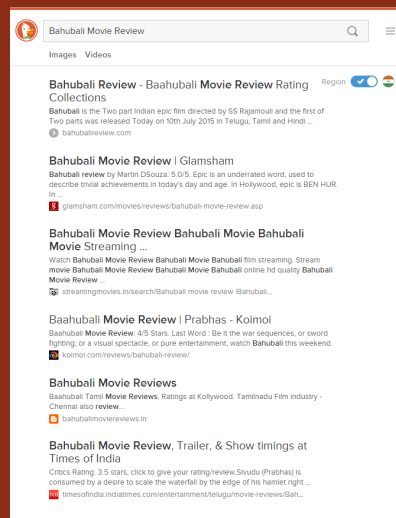 Bahubali Movie Review
Images Videos
Bahubali Review - Baahubali Movie Review Rating
Collections
Region
Bahubali is the Two part Indian epic film directed by SS Rajamouli and the first of
Two parts was released Today on 10th July 2015 in Telugu, Tamil and Hindi ...
bahubalireview.com
Bahubali Movie Review | Glamsham
Bahubali review by Martin DSouza: 5.0/5. Epic is an underrated word, used to
describe trivial achievements in today's day and age. In Hollywood, epic is BEN HUR.
In ...
glamsham.com/movies/reviews/bahubali-movie-review.asp
Bahubali Movie Review Bahubali Movie Bahubali
Movie Streaming ...
Watch Bahubali Movie Review Bahubali Movie Bahubali film streaming. Stream
movie Bahubali Movie Review Bahubali Movie Bahubali online hd quality Bahubali
Movie Review ...
streamingmovies.in/search/Bahubali movie review |Bahubali...
Baahubali Movie Review | Prabhas - Koimoi
Baahubali Movie Review: 4/5 Stars. Last Word : Be it the war sequences, or sword
fighting; or a visual spectacle, or pure entertainment, watch Bahubali this weekend.
koimoi.com/reviews/bahubali-review/
Bahubali Movie Reviews
Baahubali Tamil Movie Reviews, Ratings at Kollywood. Tamilnadu Film industry -
Chennai also review...
bahubalimoviereviews.in
Bahubali Movie Review, Trailer, & Show timings at
Times of India
Critics Rating: 3.5 stars, click to give your rating/review,Sivudu (Prabhas) is
consumed by a desire to scale the waterfall by the edge of his hamlet right ...
TOI timesofindia.indiatimes.com/entertainment/telugu/movie-reviews/Bah...